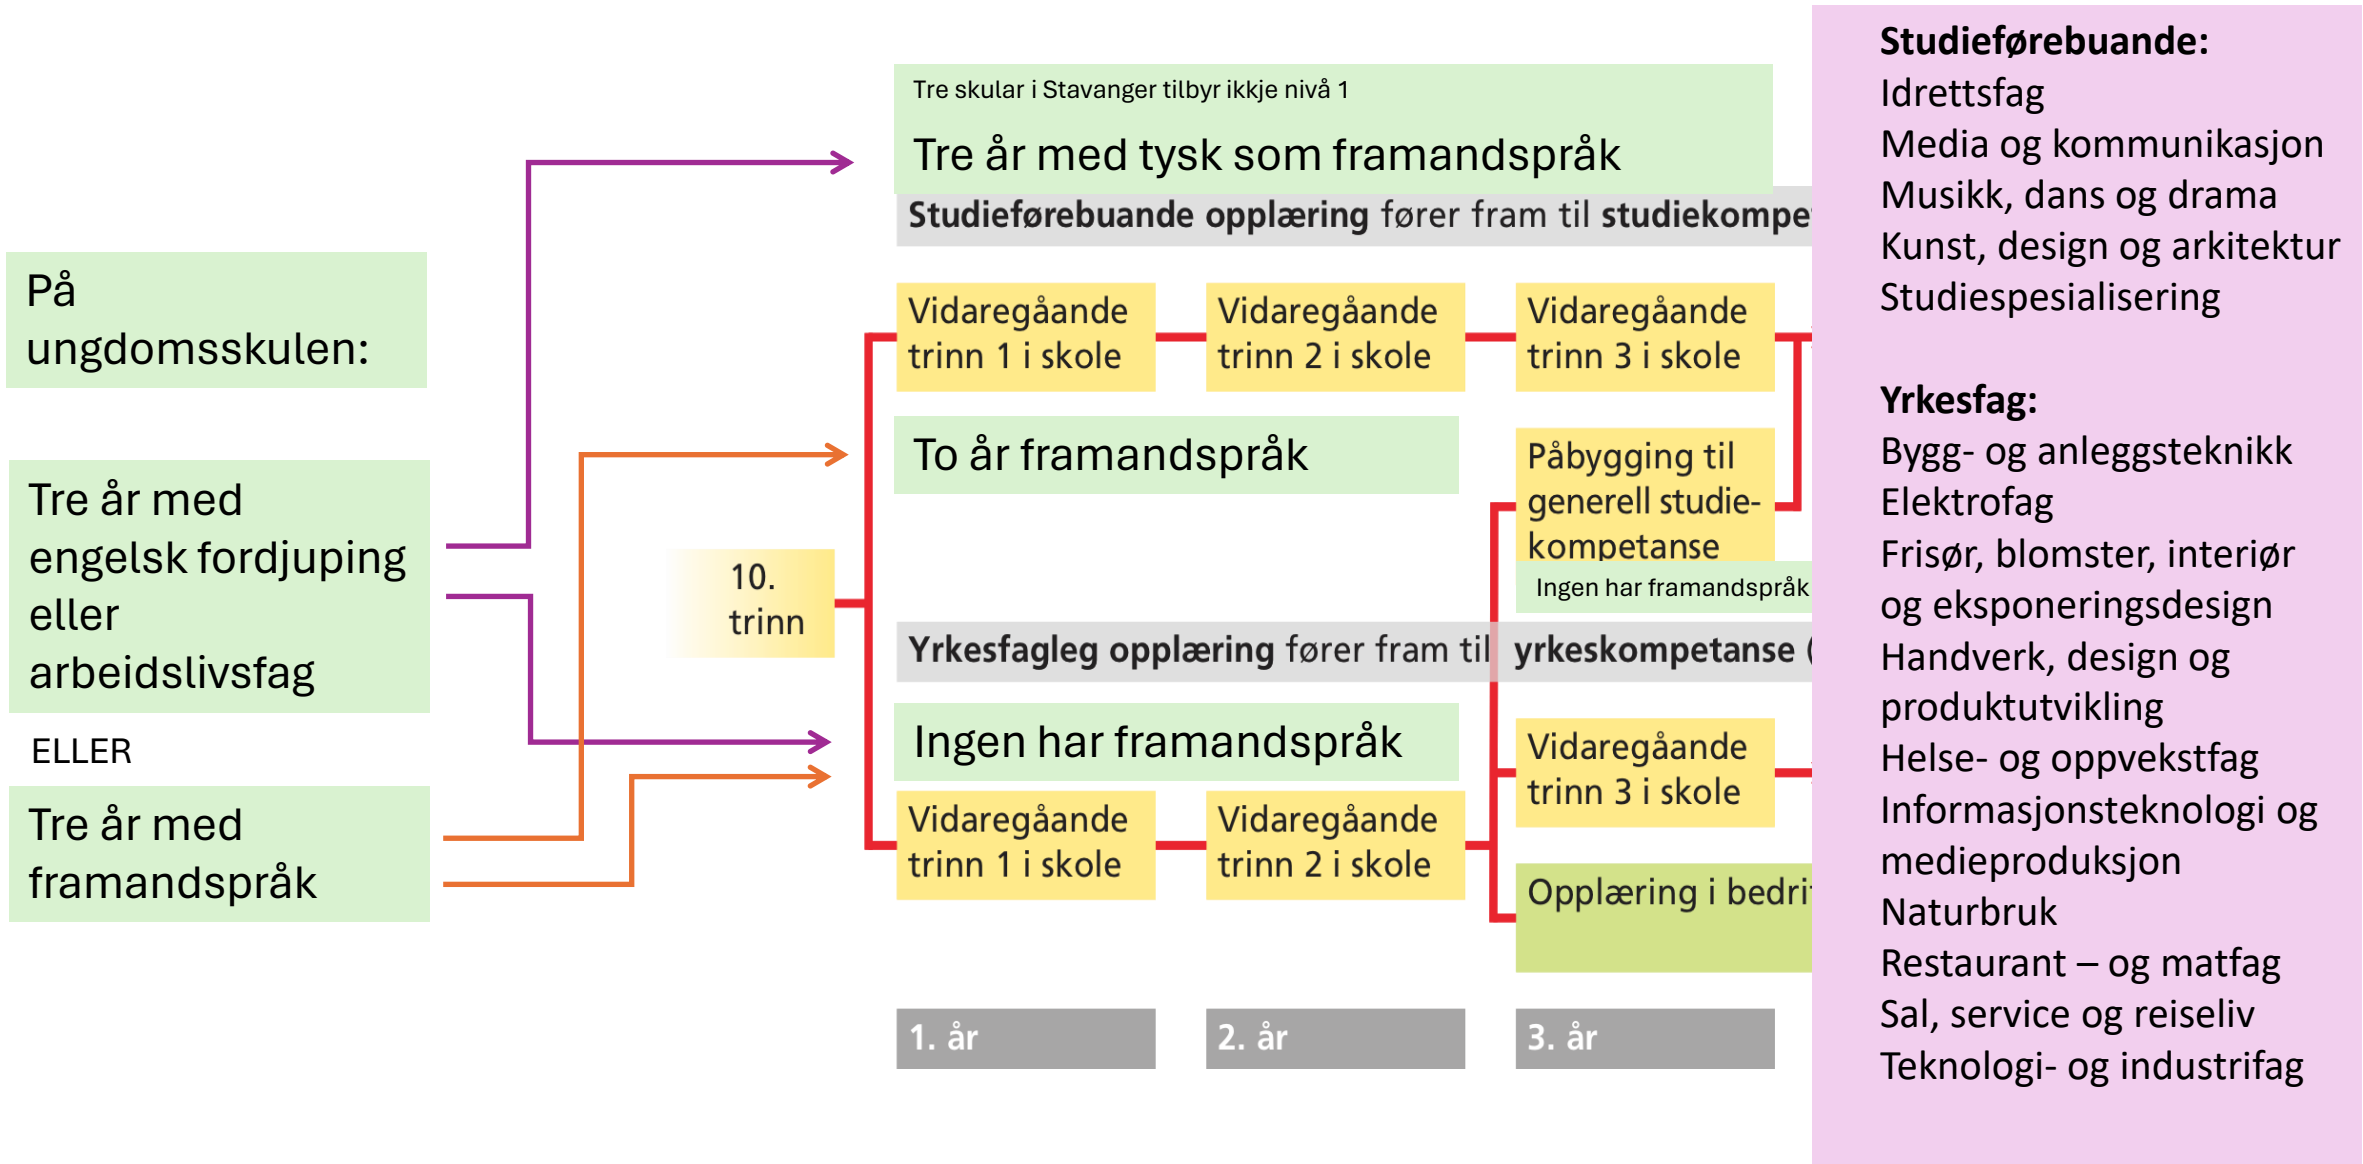 På
ungdomsskulen:
Tre år med
engelsk fordjuping
eller
arbeidslivsfag
ELLER
Tre år med
framandspråk
10.
trinn
Tre skular i Stavanger tilbyr ikkje nivå 1
Tre år med tysk som framandspråk
Studieførebuande opplæring fører fram til studiekompe
Vidaregåande
trinn 1 i skole
Vidaregåande
trinn 2 i skole
Vidaregåande
trinn 3 i skole
To år framandspråk
Påbygging til
generell studie-
kompetanse
Ingen har framandspråk
Yrkesfagleg opplæring fører fram til yrkeskompetanse (
Ingen har framandspråk
Vidaregåande
trinn 1 i skole
Vidaregåande
trinn 2 i skole
Vidaregåande
trinn 3 i skole
Opplæring i bedri
1. år
2. år
3. år
Studieførebuande:
Idrettsfag
Media og kommunikasjon
Musikk, dans og drama
Kunst, design og arkitektur
Studiespesialisering
Yrkesfag:
Bygg- og anleggsteknikk
Elektrofag
Frisør, blomster, interiør
og eksponeringsdesign
Handverk, design og
produktutvikling
Helse- og oppvekstfag
Informasjonsteknologi og
medieproduksjon
Naturbruk
Restaurant – og matfag
Sal, service og reiseliv
Teknologi- og industrifag